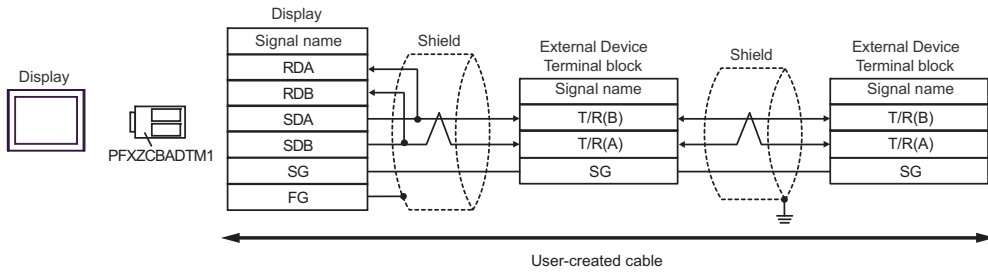 Display
PFXZCBADTM1
Display
Signal name
RDA
RDB
SDA
SDB
SG
FG
Shield
External Device
Terminal block
Signal name
T/R(B)
T/R(A)
SG
Shield
External Device
Terminal block
Signal name
T/R(B)
T/R(A)
SG
User-created cable